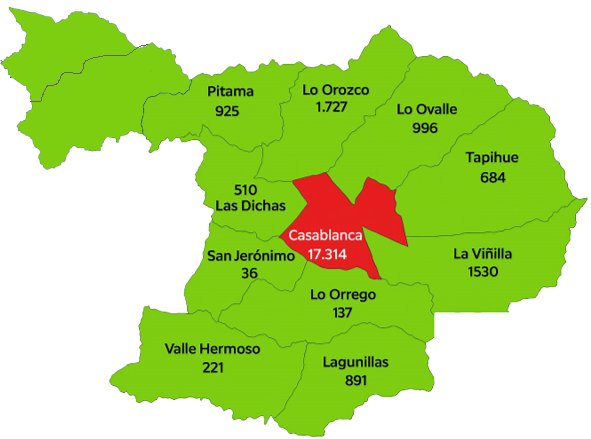 Pitama
925
Lo Orozco
1.727
Lo Ovalle
996
Tapihue
684
510
Las Dichas
Casablanca
17.314
San Jerónimo
36
La Viñilla
1530
Lo Orrego
137
Valle Hermoso
221
Lagunillas
891